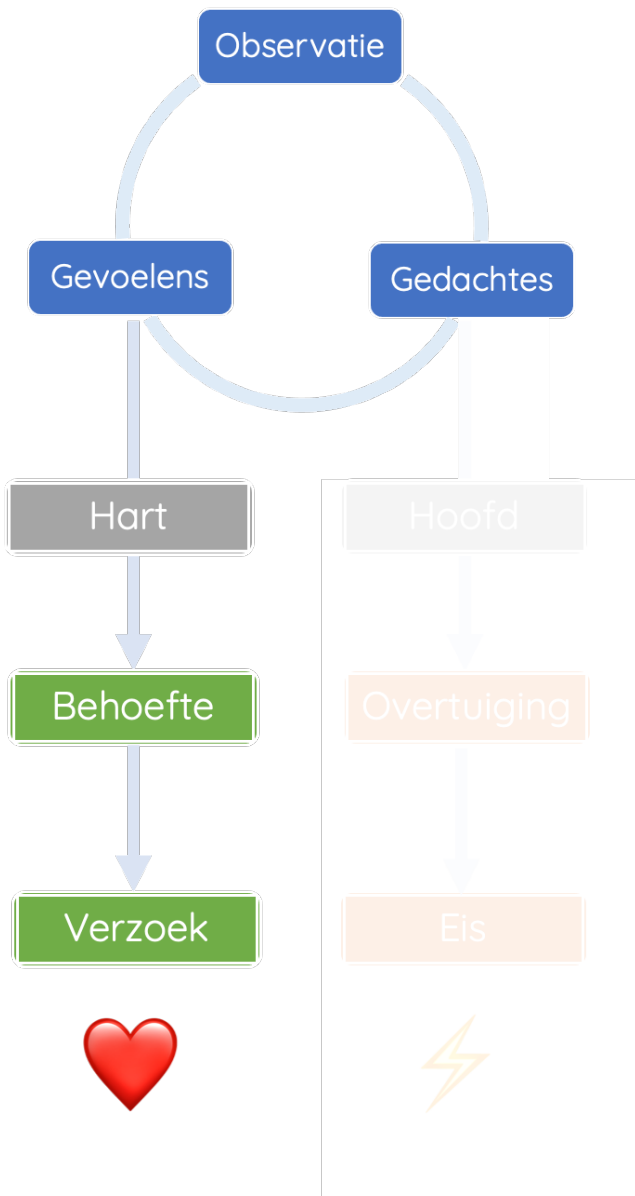 Observatie
Gevoelens
Gedachtes
Hart
Hoofd
Behoefte
Overtuiging
Verzoek
Eis